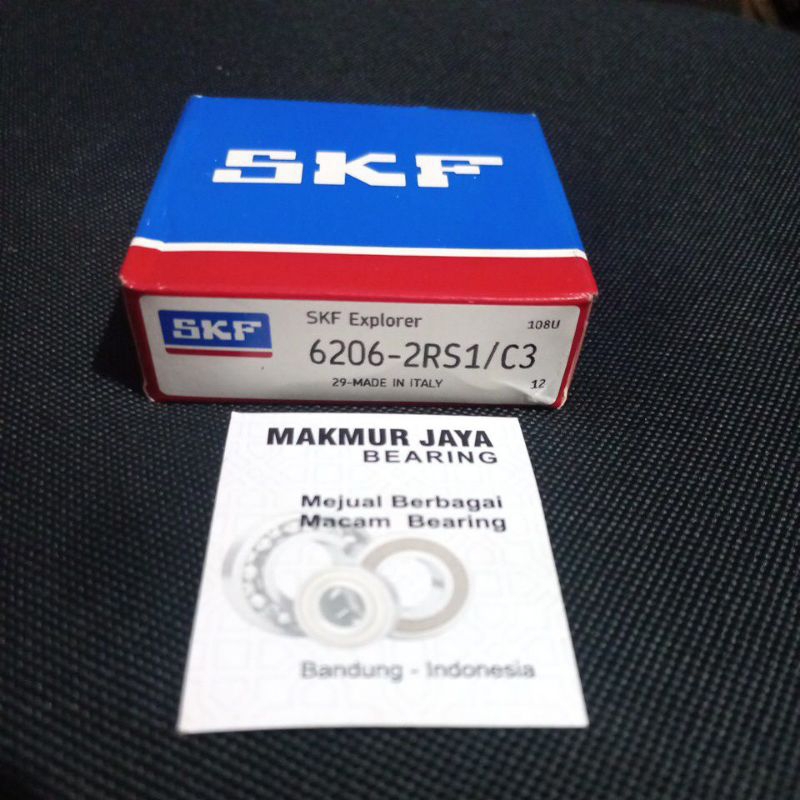 SKF
SKF
SKF Explorer
108U
6206-2RS1/C3
29-MADE IN ITALY
12
MAKMUR JAYA
BEARING
Mejual Berbagai
Macam Bearing
Bandung - Indonesia